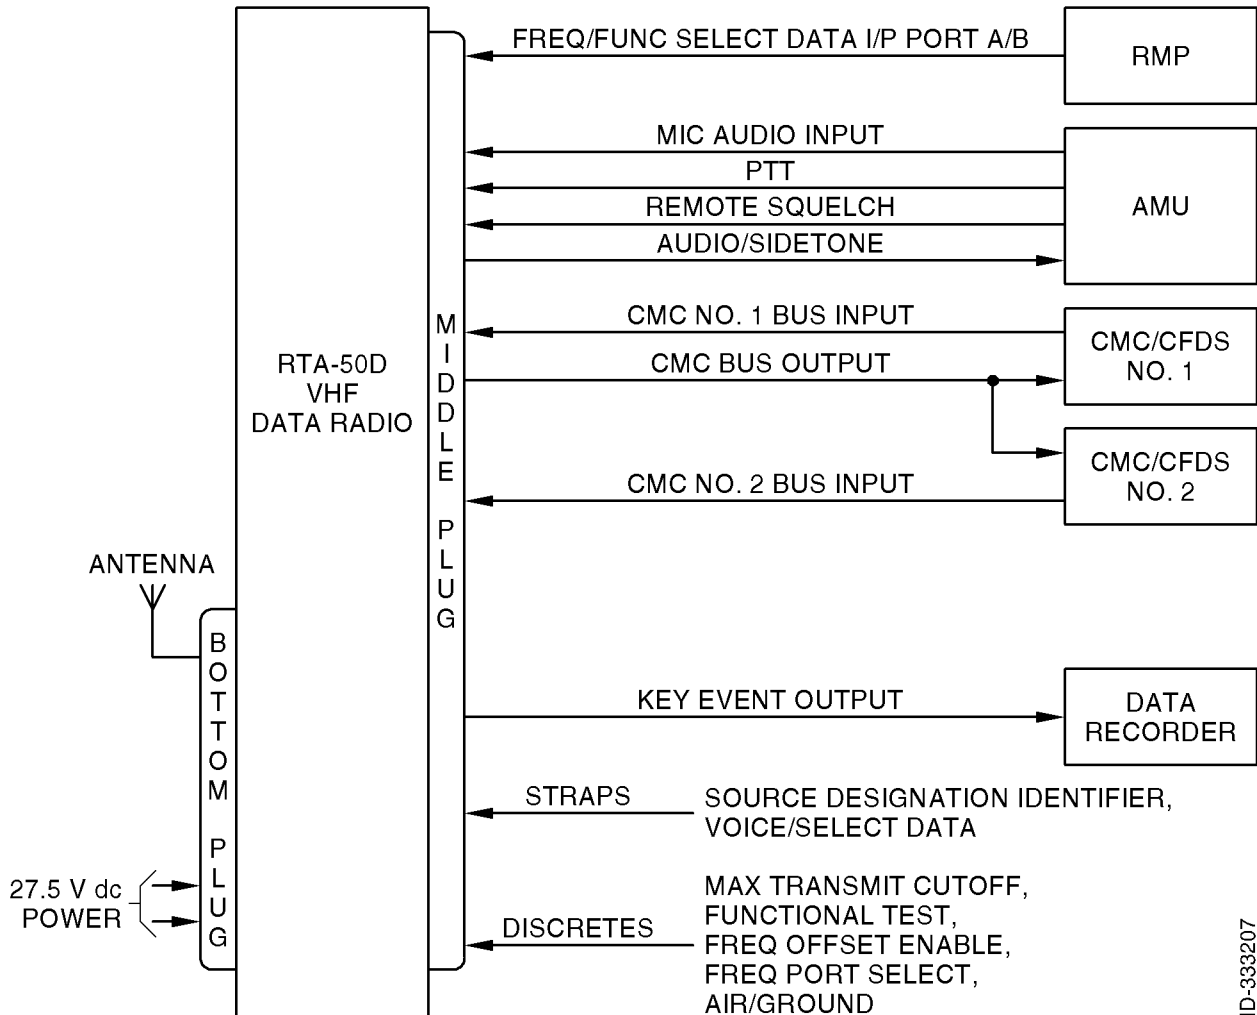 FREQ/FUNC SELECT DATA I/P PORT A/B
RMP
MIC AUDIO INPUT
PTT
REMOTE SQUELCH
AUDIO/SIDETONE
AMU
CMC NO. 1 BUS INPUT
CMC BUS OUTPUT
CMC/CFDS
NO. 1
CMC/CFDS
NO. 2
CMC NO. 2 BUS INPUT
RTA-50D
VHF
DATA RADIO
MIDDLE PLUG
ANTENNA
BOTTOM PLUG
27.5 V dc
POWER
KEY EVENT OUTPUT
DATA
RECORDER
STRAPS
SOURCE DESIGNATION IDENTIFIER,
VOICE/SELECT DATA
DISCRETES
MAX TRANSMIT CUTOFF,
FUNCTIONAL TEST,
FREQ OFFSET ENABLE,
FREQ PORT SELECT,
AIR/GROUND
ID-333207